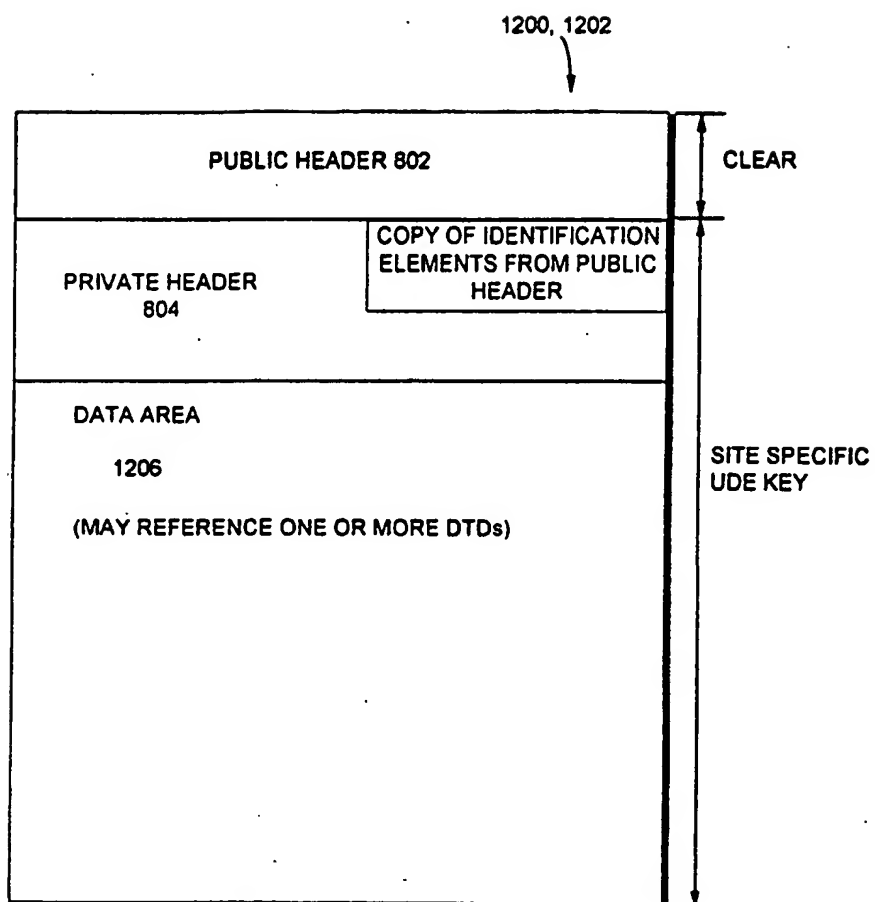 1200, 1202
PUBLIC HEADER 802
CLEAR
COPY OF IDENTIFICATION
ELEMENTS FROM PUBLIC
HEADER
PRIVATE HEADER
804
DATA AREA
1206
(MAY REFERENCE ONE OR MORE DTDs)
SITE SPECIFIC
UDE KEY